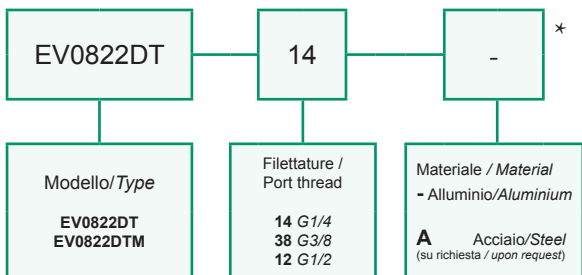 EV0822DT 14 - *
Modello/Type
EV0822DT
EV0822DTM
Filettature /
Port thread
14 G1/4
38 G3/8
12 G1/2
Materiale / Material
- Alluminio/Aluminium
A Acciaio/Steel
(su richiesta / upon request)